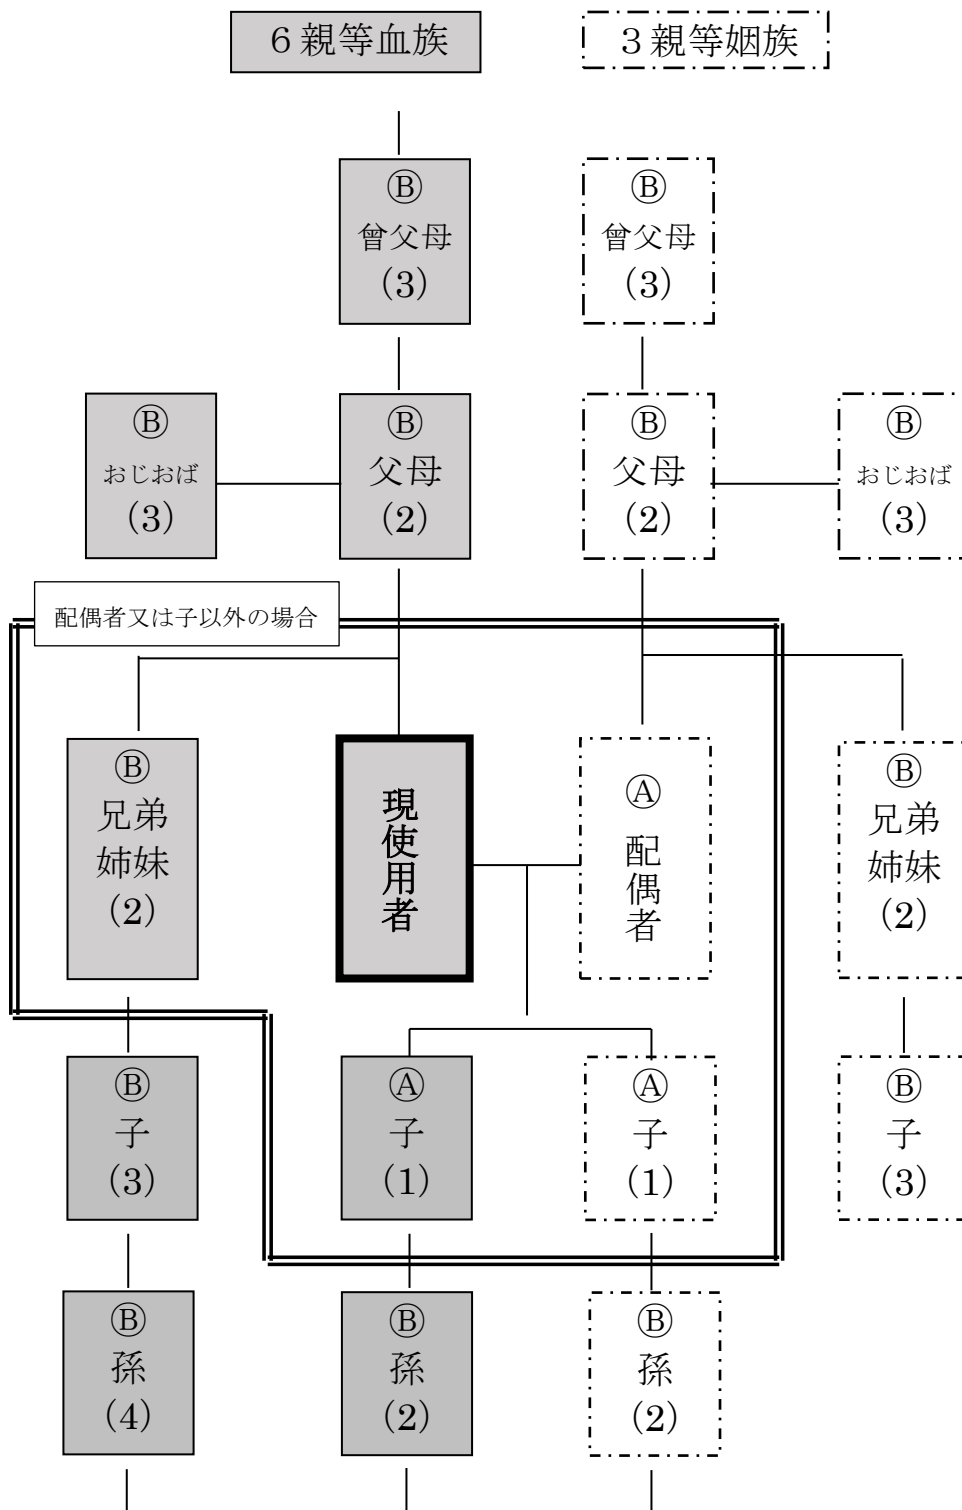 ６親等血族
３親等姻族
Ⓑ
曾父母
(3)
Ⓑ
曾父母
(3)
Ⓑ
おじおば
(3)
Ⓑ
父母
(2)
Ⓑ
父母
(2)
Ⓑ
おじおば
(3)
配偶者又は子以外の場合
Ⓑ
兄弟
姉妹
(2)
現使用者
Ⓐ
配偶者
Ⓑ
兄弟
姉妹
(2)
Ⓑ
子
(3)
Ⓐ
子
(1)
Ⓐ
子
(1)
Ⓑ
子
(3)
Ⓑ
孫
(4)
Ⓑ
孫
(2)
Ⓑ
孫
(2)